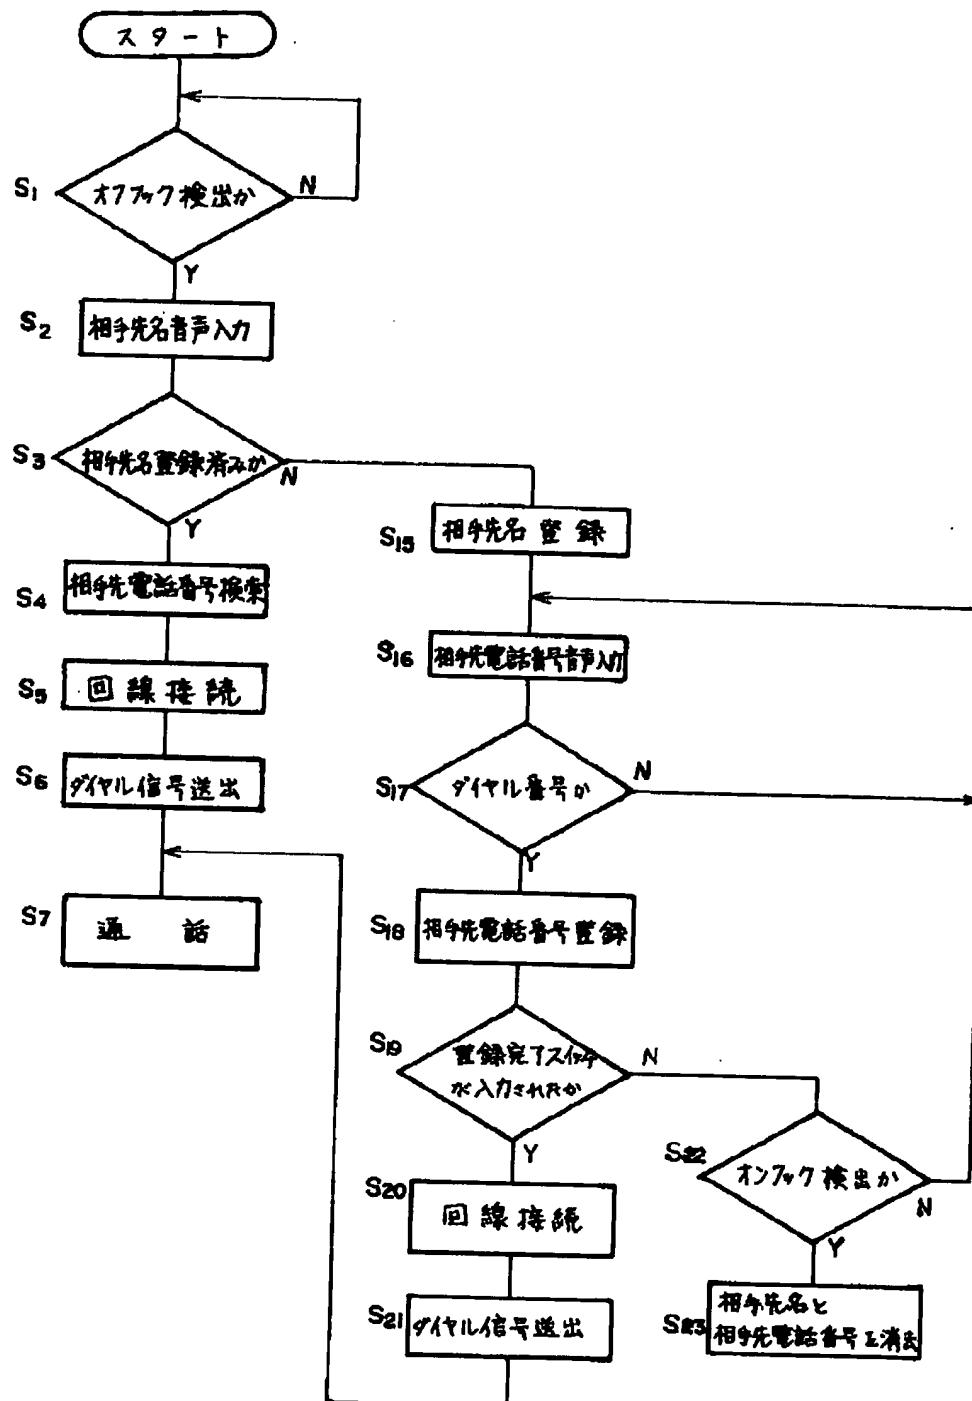 スタート
S1 オフフック検出か N
Y
S2 相手先名音声入力
S3 相手先名登録済みか N
Y
S4 相手先電話番号検索
S5 回線接続
S6 ダイヤル信号送出
S7 通話
S15 相手先名登録
S16 相手先電話番号音声入力
S17 ダイヤル番号か N
Y
S18 相手先電話番号登録
S19 登録完了スイッチ
が入力されたか N
Y
S20 回線接続
S21 ダイヤル信号送出
S22 オンフック検出か N
Y
S23 相手先名と
相手先電話番号を消去